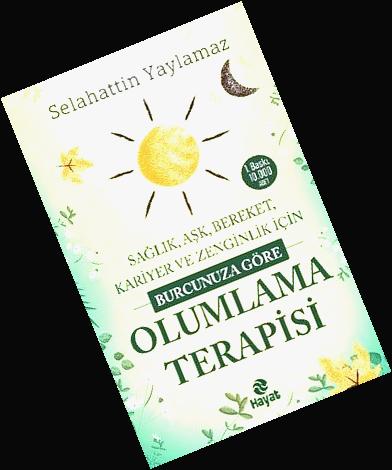 Selahattin Yaylamaz
1. Baskı
10.000
ADET
SAĞLIK, AŞK, BEREKET,
KARİYER VE ZENGİNLİK İÇİN
BURCUNUZA GÖRE
OLUMLAMA
TERAPİSİ
Hayat